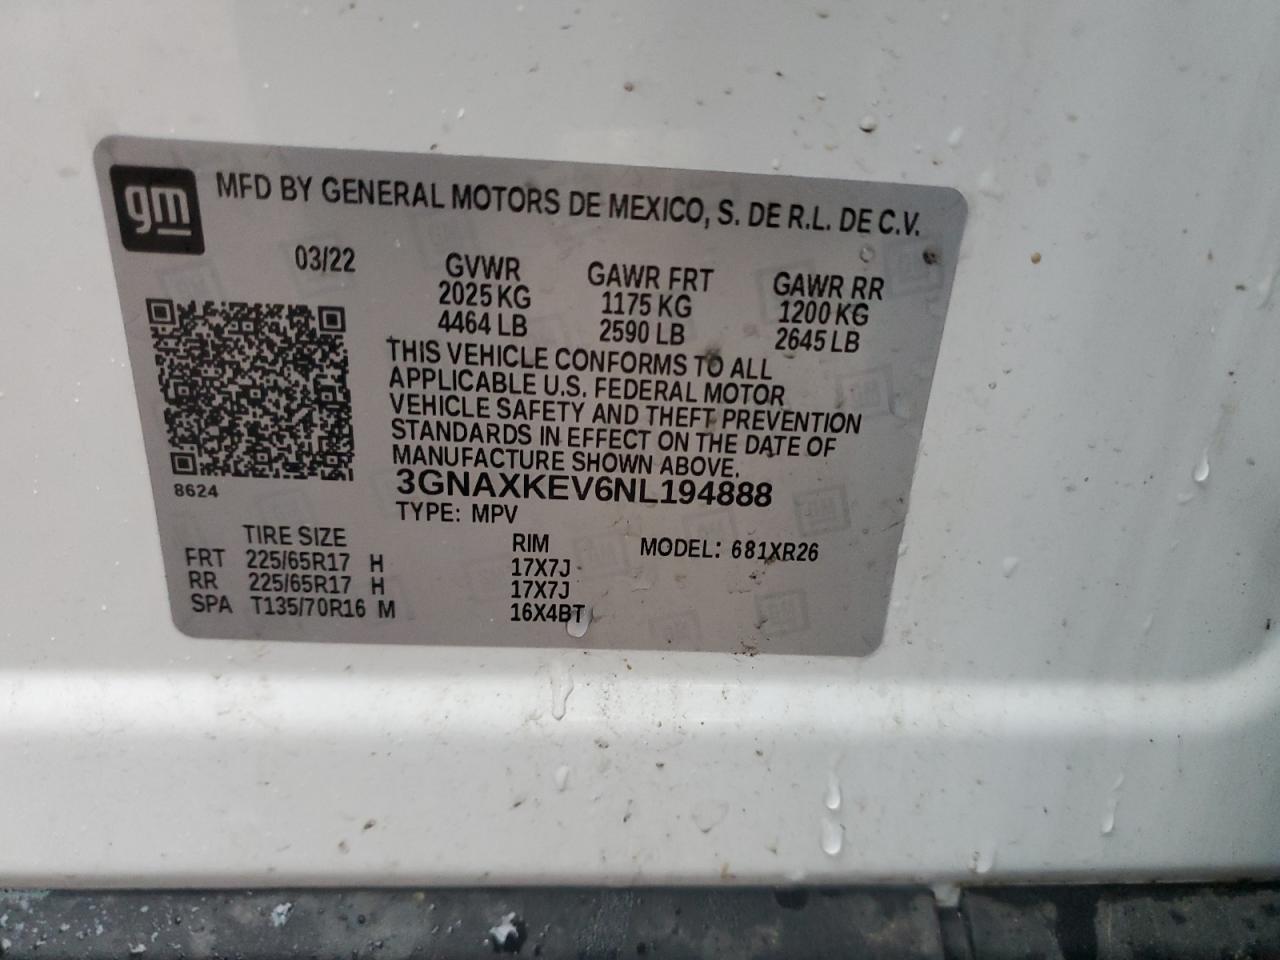 gm
MFD BY GENERAL MOTORS DE MEXICO, S. DE R.L. DE C.V.
03/22
GVWR GAWR FRT GAWR RR
2025 KG 1175 KG 1200 KG
4464 LB 2590 LB 2645 LB
THIS VEHICLE CONFORMS TO ALL
APPLICABLE U.S. FEDERAL MOTOR
VEHICLE SAFETY AND THEFT PREVENTION
STANDARDS IN EFFECT ON THE DATE OF
MANUFACTURE SHOWN ABOVE.
8624
3GNAXKEV6NL194888
TYPE: MPV
TIRE SIZE RIM MODEL: 681XR26
FRT 225/65R17 H 17X7J
RR 225/65R17 H 17X7J
SPA T135/70R16 M 16X4BT